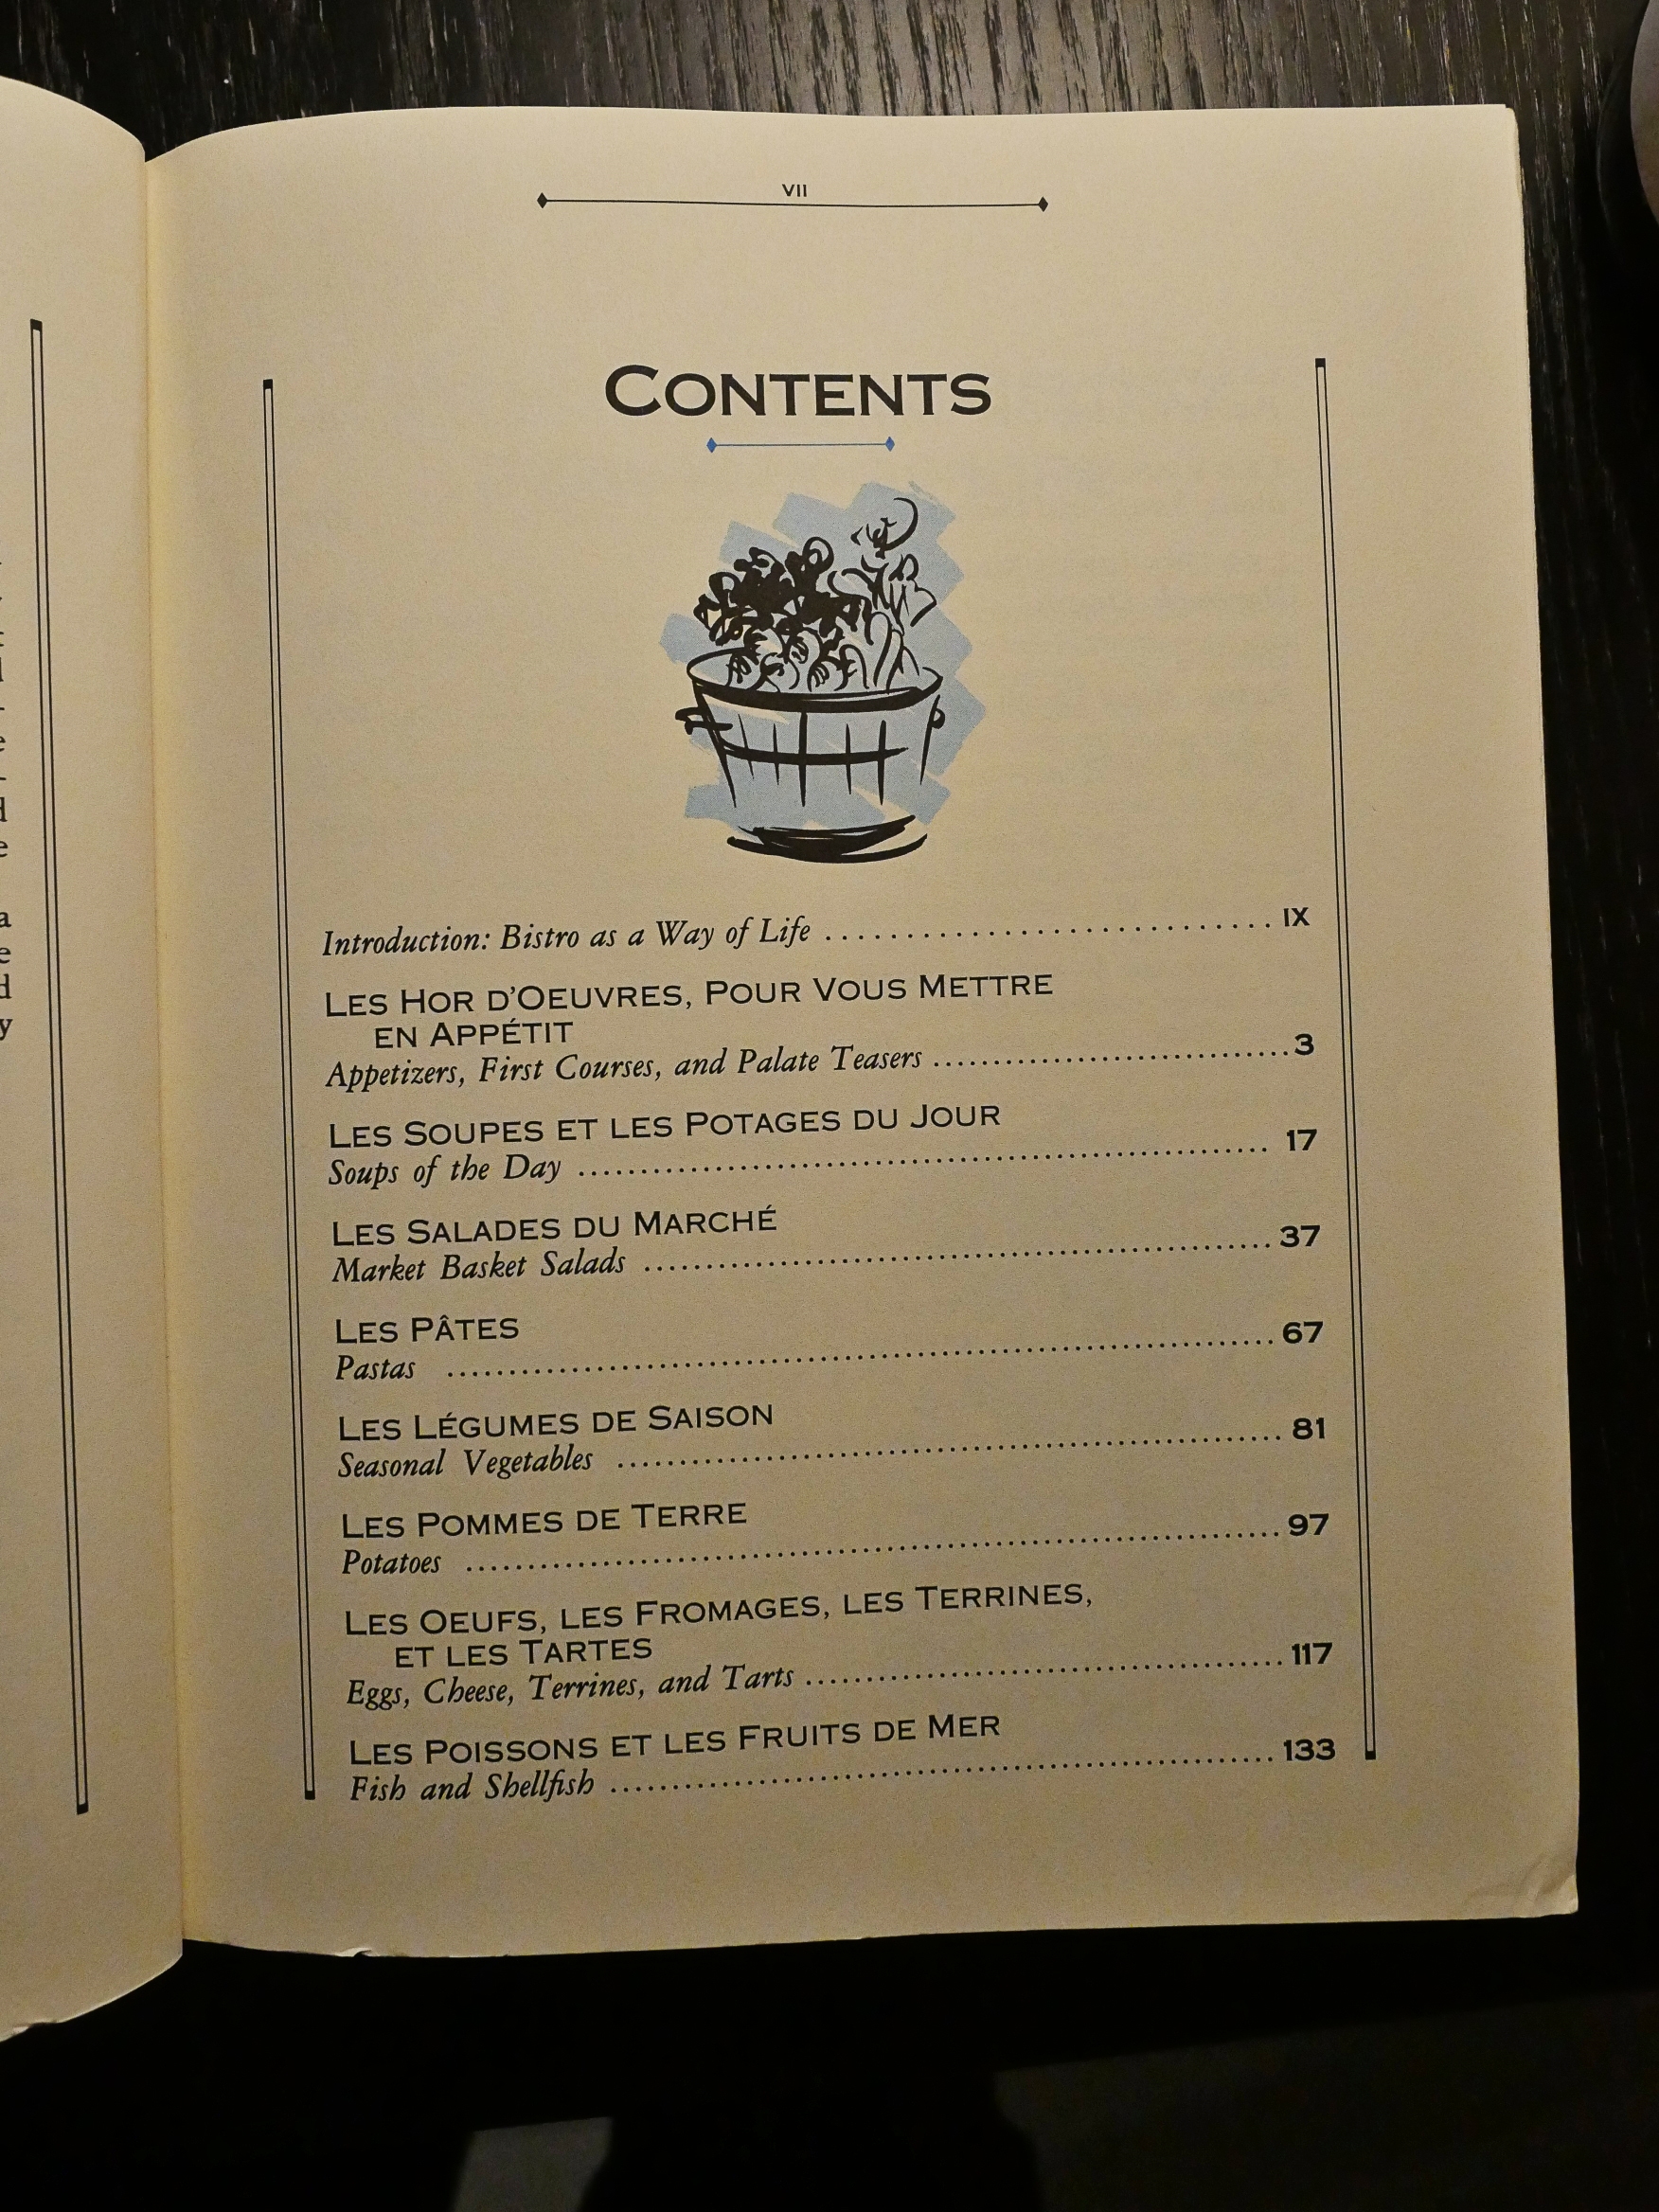 VII
CONTENTS
Introduction: Bistro as a Way of Life ............................ IX
LES HOR D'OEUVRES, POUR VOUS METTRE
EN APPÉTIT
Appetizers, First Courses, and Palate Teasers ............................. 3
LES SOUPES ET LES POTAGES DU JOUR
Soups of the Day ........................................................ 17
LES SALADES DU MARCHÉ
Market Basket Salads ................................................... 37
LES PÂTES
Pastas ................................................................... 67
LES LÉGUMES DE SAISON
Seasonal Vegetables ..................................................... 81
LES POMMES DE TERRE
Potatoes ................................................................. 97
LES OEUFS, LES FROMAGES, LES TERRINES,
ET LES TARTES
Eggs, Cheese, Terrines, and Tarts ...................................... 117
LES POISSONS ET LES FRUITS DE MER
Fish and Shellfish ..................................................... 133